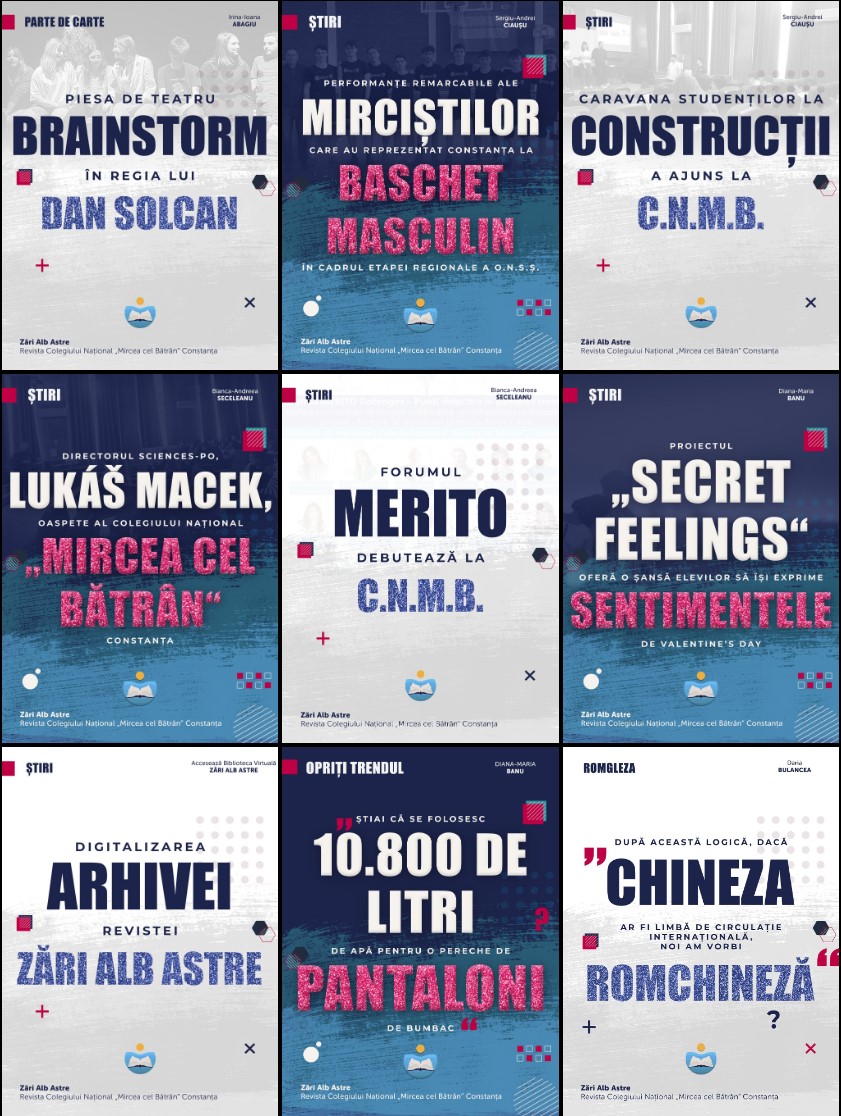 PARTE DE CARTE
Irina-Ioana
ABAGIU
PIESA DE TEATRU
BRAINSTORM
ÎN REGIA LUI
DAN SOLCAN
Zări Alb Astre
Revista Colegiului Național „Mircea cel Bătrân” Constanța
ȘTIRI
Sergiu-Andrei
CIAUȘU
PERFORMANȚE REMARCABILE ALE
MIRCIȘTILOR
CARE AU REPREZENTAT CONSTANȚA LA
BASCHET
MASCULIN
ÎN CADRUL ETAPEI REGIONALE A O.N.S.Ș.
Zări Alb Astre
Revista Colegiului Național „Mircea cel Bătrân” Constanța
ȘTIRI
Sergiu-Andrei
CIAUȘU
CARAVANA STUDENȚILOR LA
CONSTRUCȚII
A AJUNS LA
C.N.M.B.
Zări Alb Astre
Revista Colegiului Național „Mircea cel Bătrân” Constanța
ȘTIRI
Bianca-Andreea
SECELEANU
DIRECTORUL SCIENCES-PO,
LUKÁŠ MACEK,
OASPETE AL COLEGIULUI NAȚIONAL
„MIRCEA CEL
BĂTRÂN“
CONSTANȚA
Zări Alb Astre
Revista Colegiului Național „Mircea cel Bătrân” Constanța
ȘTIRI
Bianca-Andreea
SECELEANU
FORUMUL
MERITO
DEBUTEAZĂ LA
C.N.M.B.
Zări Alb Astre
Revista Colegiului Național „Mircea cel Bătrân” Constanța
ȘTIRI
Diana-Maria
BANU
PROIECTUL
„SECRET
FEELINGS“
OFERĂ O ȘANSĂ ELEVILOR SĂ ÎȘI EXPRIME
SENTIMENTELE
DE VALENTINE'S DAY
Zări Alb Astre
Revista Colegiului Național „Mircea cel Bătrân” Constanța
ȘTIRI
Accesează Biblioteca Virtuală
ZĂRI ALB ASTRE
DIGITALIZAREA
ARHIVEI
REVISTEI
ZĂRI ALB ASTRE
Zări Alb Astre
Revista Colegiului Național „Mircea cel Bătrân” Constanța
OPRIȚI TRENDUL
DIANA-MARIA
BANU
„ȘTIAI CĂ SE FOLOSESC
10.800 DE
LITRI
?
DE APĂ PENTRU O PERECHE DE
PANTALONI
DE BUMBAC “
Zări Alb Astre
Revista Colegiului Național „Mircea cel Bătrân” Constanța
ROMGLEZA
Daria
BULANCEA
DUPĂ ACEASTĂ LOGICĂ, DACĂ
”CHINEZA
AR FI LIMBĂ DE CIRCULAȚIE
INTERNAȚIONALĂ,
NOI AM VORBI
ROMCHINEZĂ“
?
Zări Alb Astre
Revista Colegiului Național „Mircea cel Bătrân” Constanța